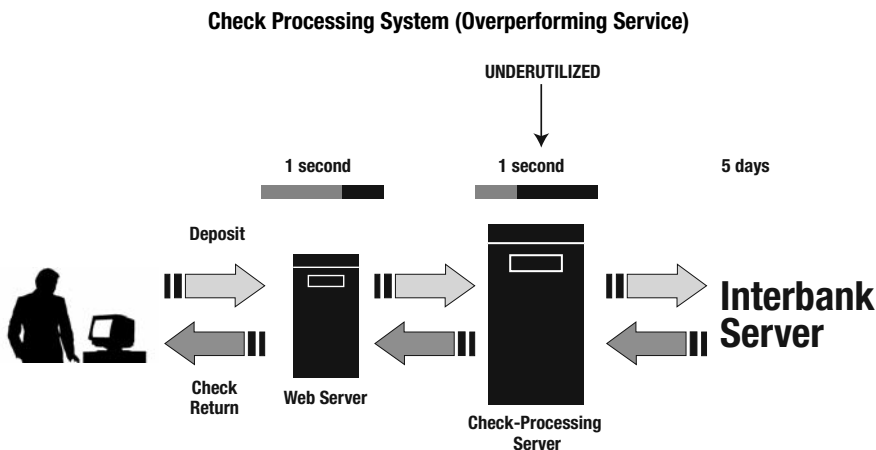 Check Processing System (Overperforming Service)
UNDERUTILIZED
1 second
1 second
5 days
Deposit
Interbank
Server
Check
Return
Web Server
Check-Processing
Server